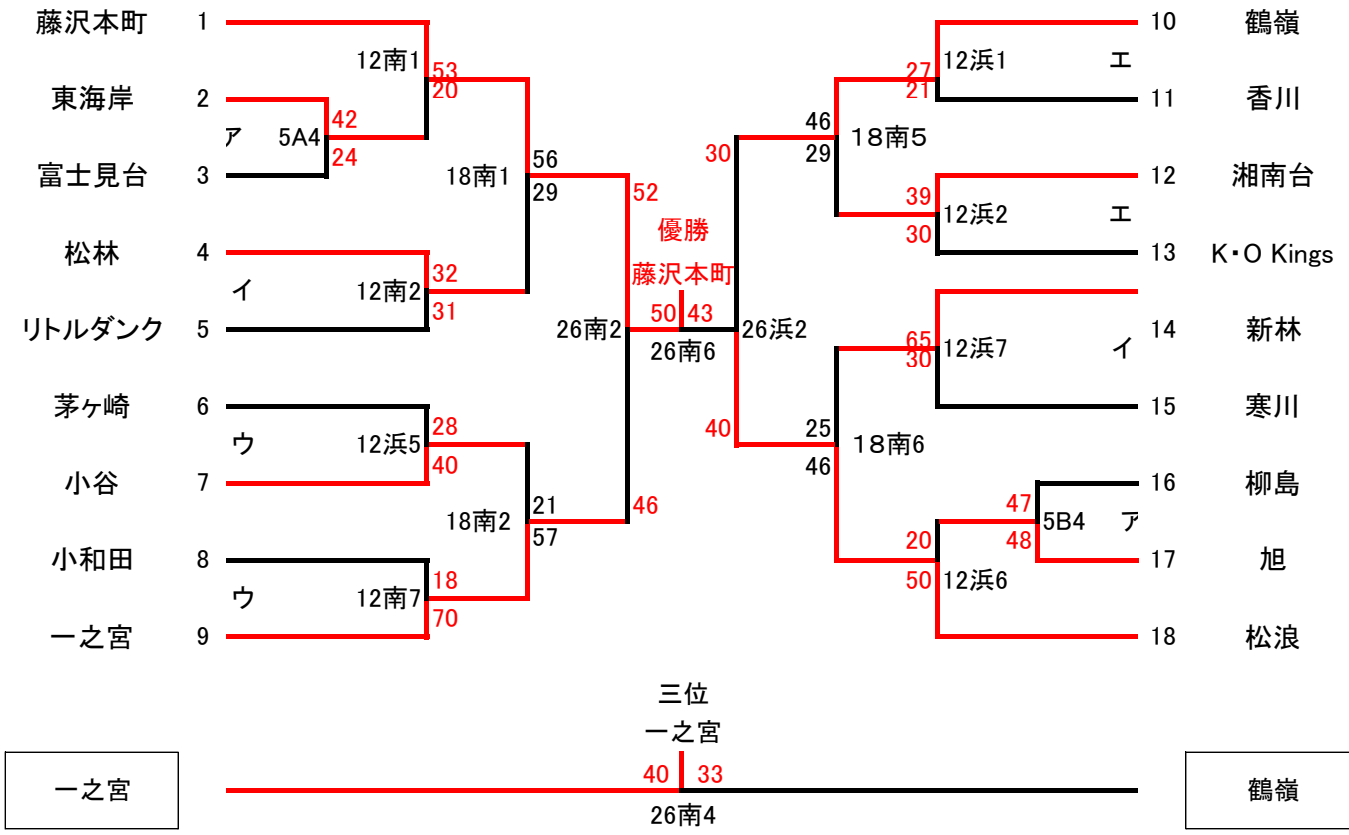 藤沢本町 1
12南1
53
20
東海岸 2
42
ア 5A4
24
富士見台 3
18南1
56
29
松林 4
32
イ 12南2
31
リトルダンク 5
52
26南2
46
茅ヶ崎 6
28
ウ 12浜5
40
小谷 7
18南2
21
57
小和田 8
18
ウ 12南7
70
一之宮 9
優勝
藤沢本町
50 43
26南6
10 鶴嶺
27
21
12浜1 エ
11 香川
46
29
18南5
30
12 湘南台
39
30
12浜2 エ
13 K・O Kings
26浜2
40
14 新林
65
30
12浜7 イ
15 寒川
25
46
18南6
16 柳島
47
48
5B4 ア
17 旭
20
50
12浜6
18 松浪
三位
一之宮
一之宮 40 33 鶴嶺
26南4